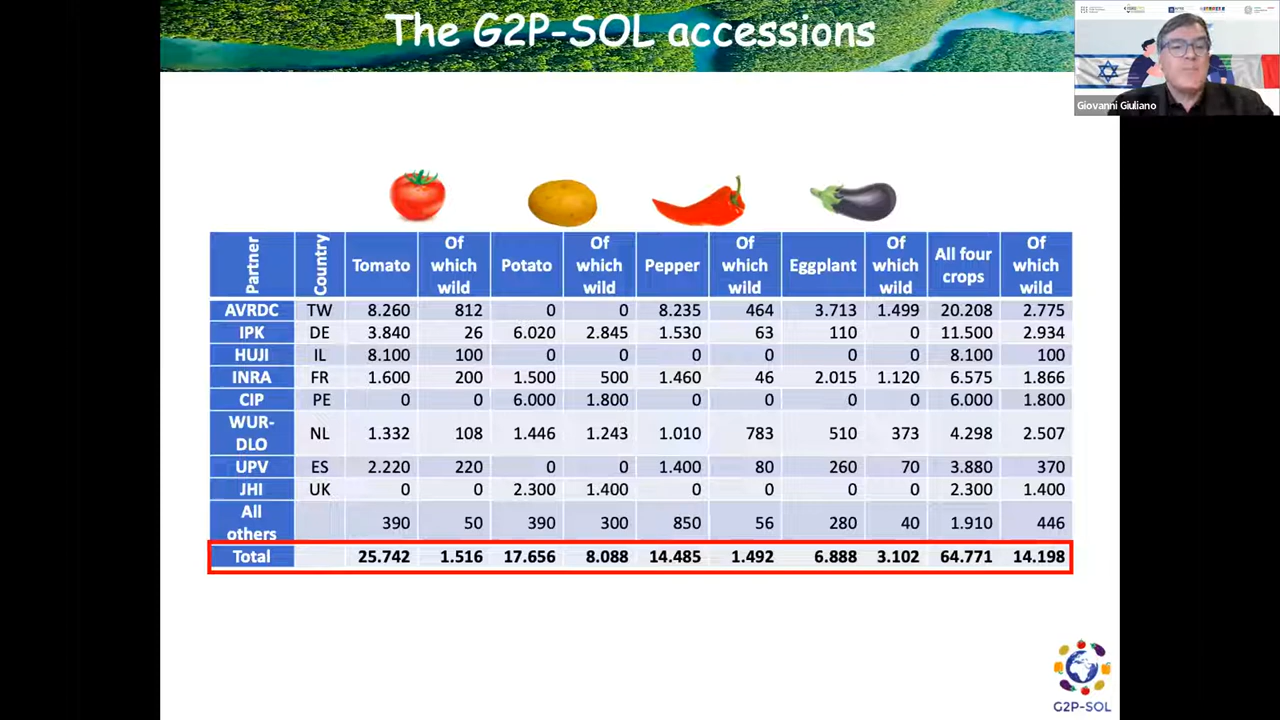 The G2P-SOL accessions
Giovanni Giuliano
Partner Country Tomato Of which wild Potato Of which wild Pepper Of which wild Eggplant Of which wild All four crops Of which wild
AVRDC TW 8.260 812 0 0 8.235 464 3.713 1.499 20.208 2.775
IPK DE 3.840 26 6.020 2.845 1.530 63 110 0 11.500 2.934
HUJI IL 8.100 100 0 0 0 0 0 0 8.100 100
INRA FR 1.600 200 1.500 500 1.460 46 2.015 1.120 6.575 1.866
CIP PE 0 0 6.000 1.800 0 0 0 0 6.000 1.800
WUR-DLO NL 1.332 108 1.446 1.243 1.010 783 510 373 4.298 2.507
UPV ES 2.220 220 0 0 1.400 80 260 70 3.880 370
JHI UK 0 0 2.300 1.400 0 0 0 0 2.300 1.400
All others 390 50 390 300 850 56 280 40 1.910 446
Total 25.742 1.516 17.656 8.088 14.485 1.492 6.888 3.102 64.771 14.198
G2P-SOL